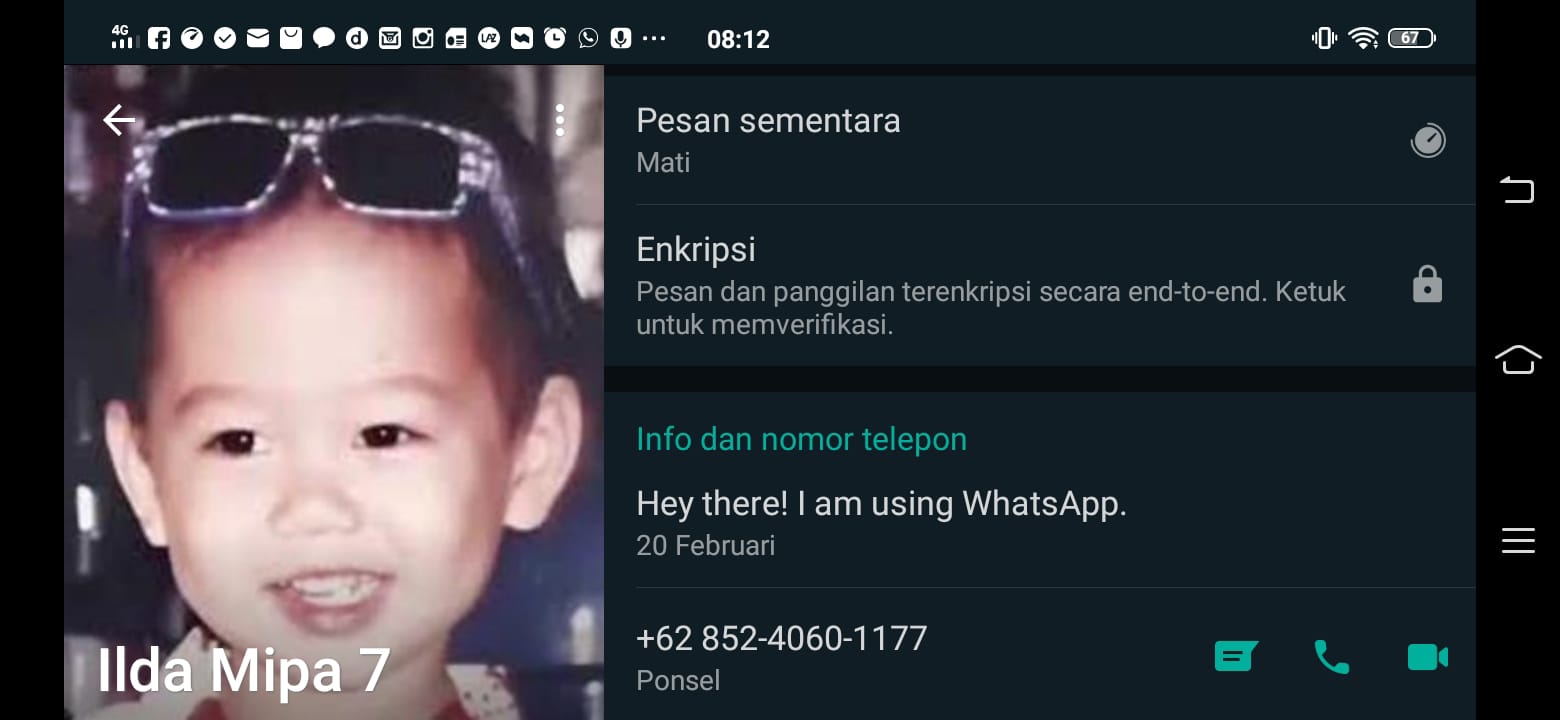 4G
08:12
67
Pesan sementara
Mati
Enkripsi
Pesan dan panggilan terenkripsi secara end-to-end. Ketuk
untuk memverifikasi.
Info dan nomor telepon
Hey there! I am using WhatsApp.
20 Februari
+62 852-4060-1177
Ponsel
Ilda Mipa 7